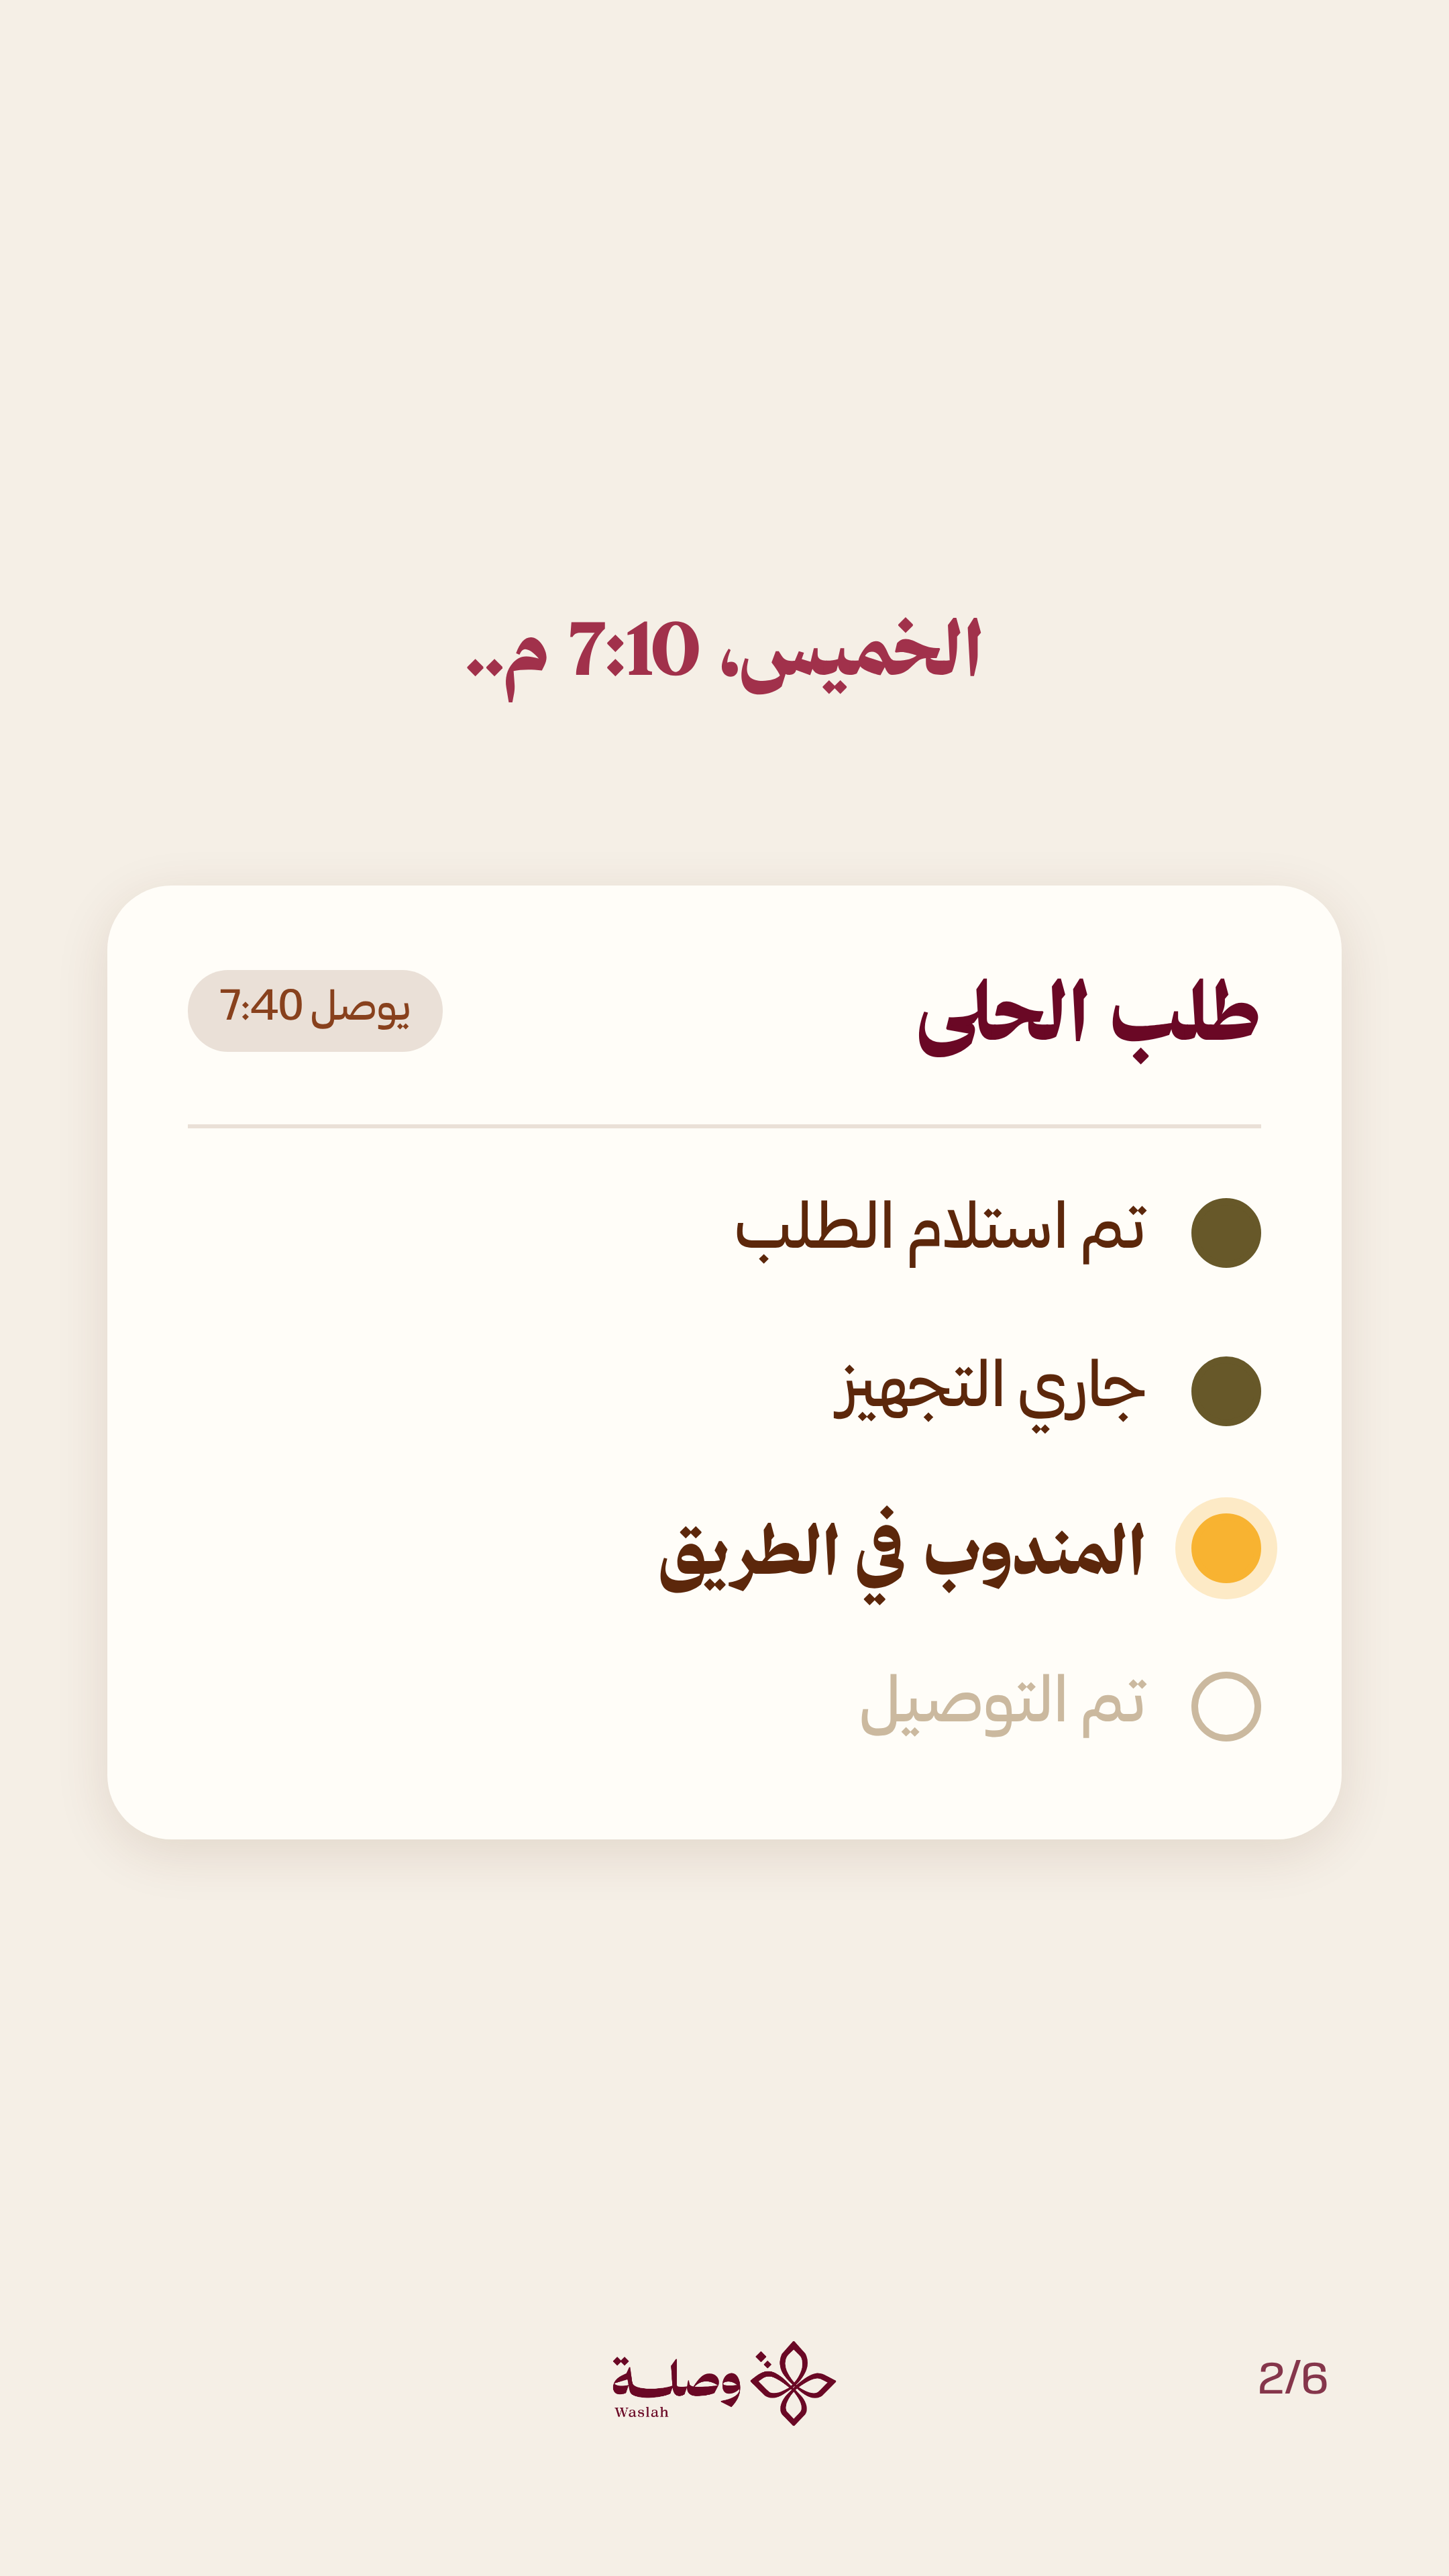 الخميس، 7:10 م..
طلب الحلى
يوصل 7:40
تم استلام الطلب
جاري التجهيز
المندوب في الطريق
تم التوصيل
وصلة
Waslah
2/6